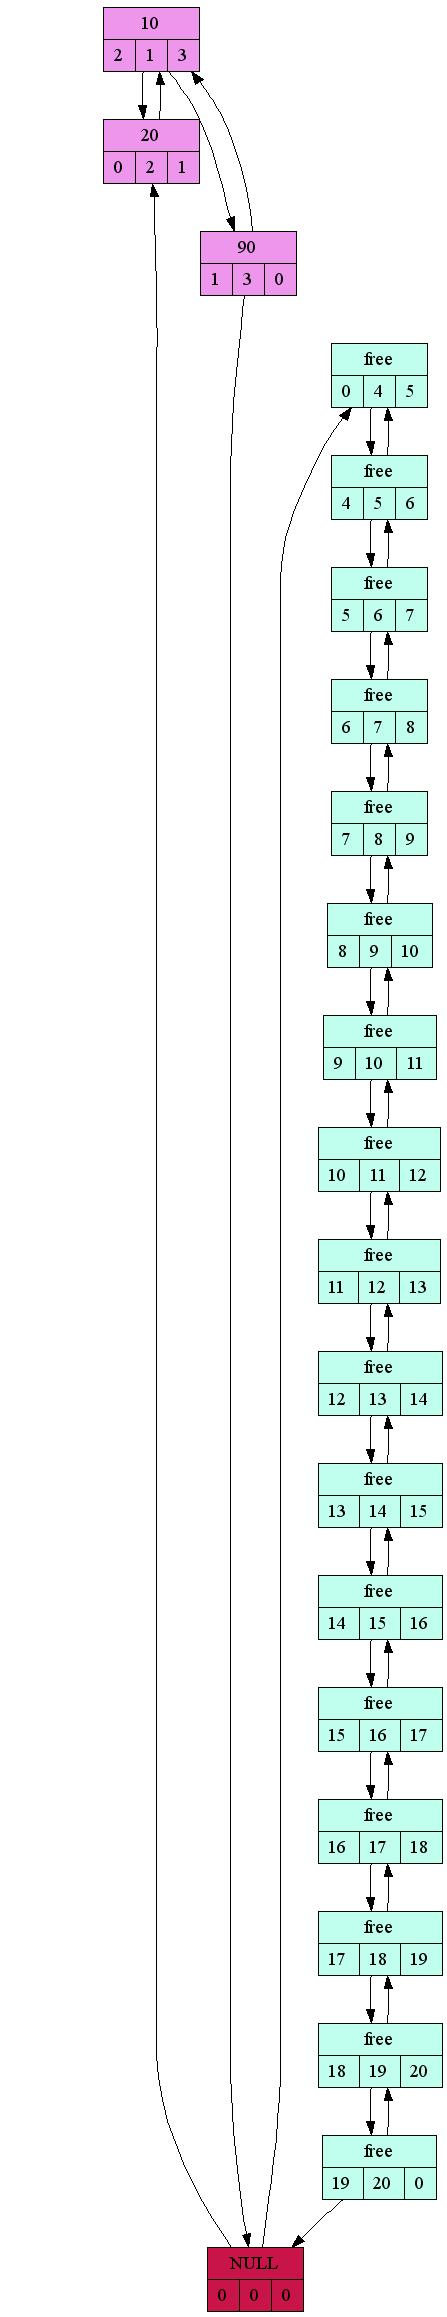 10
2 1 3
20
0 2 1
90
1 3 0
free
0 4 5
free
4 5 6
free
5 6 7
free
6 7 8
free
7 8 9
free
8 9 10
free
9 10 11
free
10 11 12
free
11 12 13
free
12 13 14
free
13 14 15
free
14 15 16
free
15 16 17
free
16 17 18
free
17 18 19
free
18 19 20
free
19 20 0
NULL
0 0 0